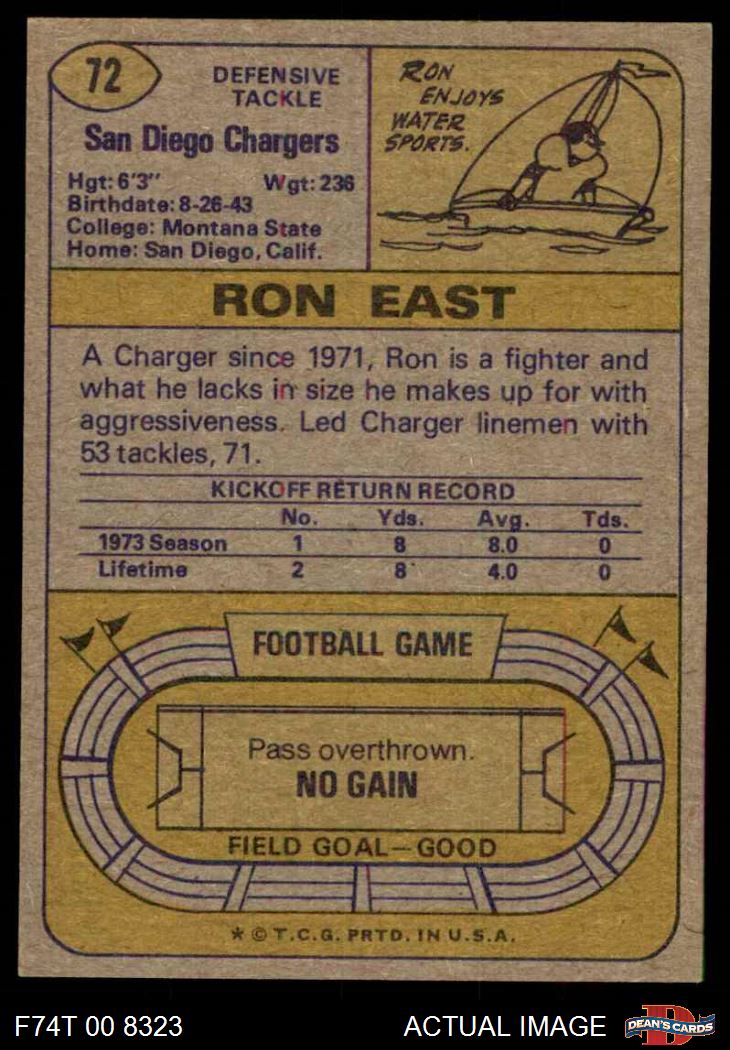 72
DEFENSIVE
TACKLE
San Diego Chargers
Hgt: 6'3" Wgt: 236
Birthdate: 8-26-43
College: Montana State
Home: San Diego, Calif.
RON
ENJOYS
WATER
SPORTS.
RON EAST
A Charger since 1971, Ron is a fighter and
what he lacks in size he makes up for with
aggressiveness. Led Charger linemen with
53 tackles, 71.
KICKOFF RETURN RECORD
No. Yds. Avg. Tds.
1973 Season 1 8 8.0 0
Lifetime 2 8 4.0 0
FOOTBALL GAME
Pass overthrown.
NO GAIN
FIELD GOAL—GOOD
* © T.C.G. PRTD. IN U.S.A.
F74T 00 8323 ACTUAL IMAGE
D
DEAN'S CARDS